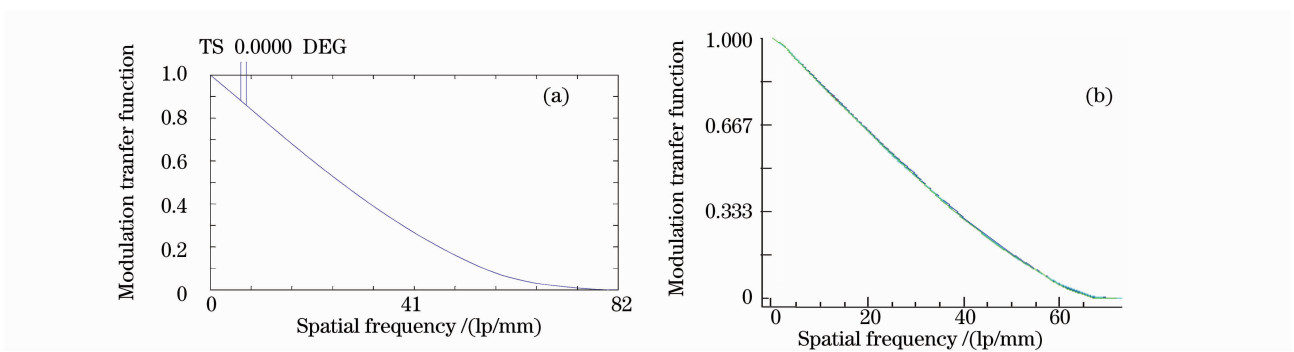 TS 0.0000 DEG
(a)
Modulation tranfer function
1.0
0.8
0.6
0.4
0.2
0
0 41 82
Spatial frequency /(lp/mm)
(b)
Modulation tranfer function
1.000
0.667
0.333
0
0 20 40 60
Spatial frequency /(lp/mm)